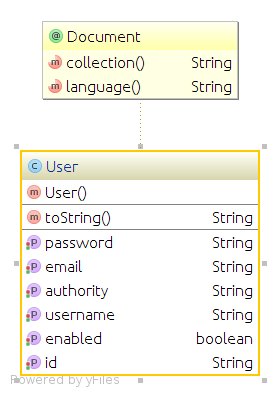 Document
collection() String
language() String
User
User()
toString() String
password String
email String
authority String
username String
enabled boolean
id String
Powered by yFiles